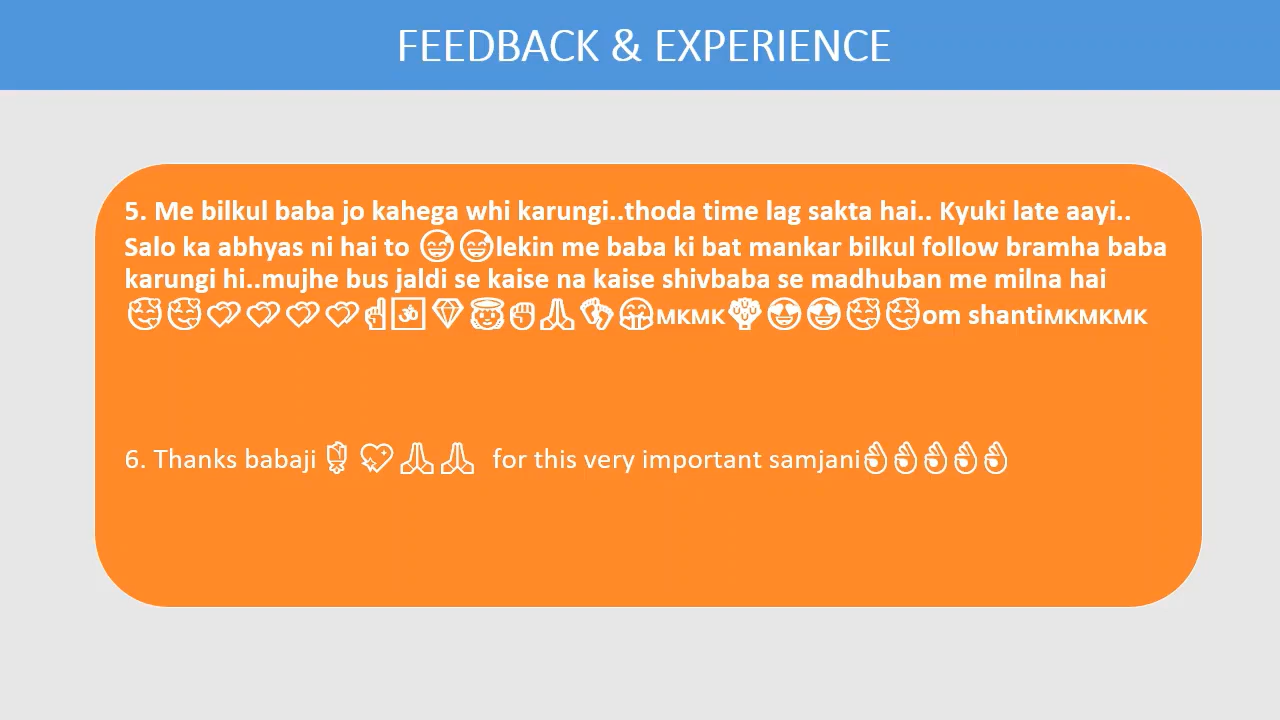 FEEDBACK & EXPERIENCE
5. Me bilkul baba jo kahega whi karungi..thoda time lag sakta hai.. Kyuki late aayi..
Salo ka abhyas ni hai to 😅😅lekin me baba ki bat mankar bilkul follow bramha baba
karungi hi..mujhe bus jaldi se kaise na kaise shivbaba se madhuban me milna hai
🥰🥰💕💕💕💕☝🕉💎😇✊🙏👣🤗ᴍᴋᴍᴋ💐😍😍🥰🥰om shantiᴍᴋᴍᴋᴍᴋ
6. Thanks babaji🌹💖🙏🙏 for this very important samjani👌👌👌👌👌